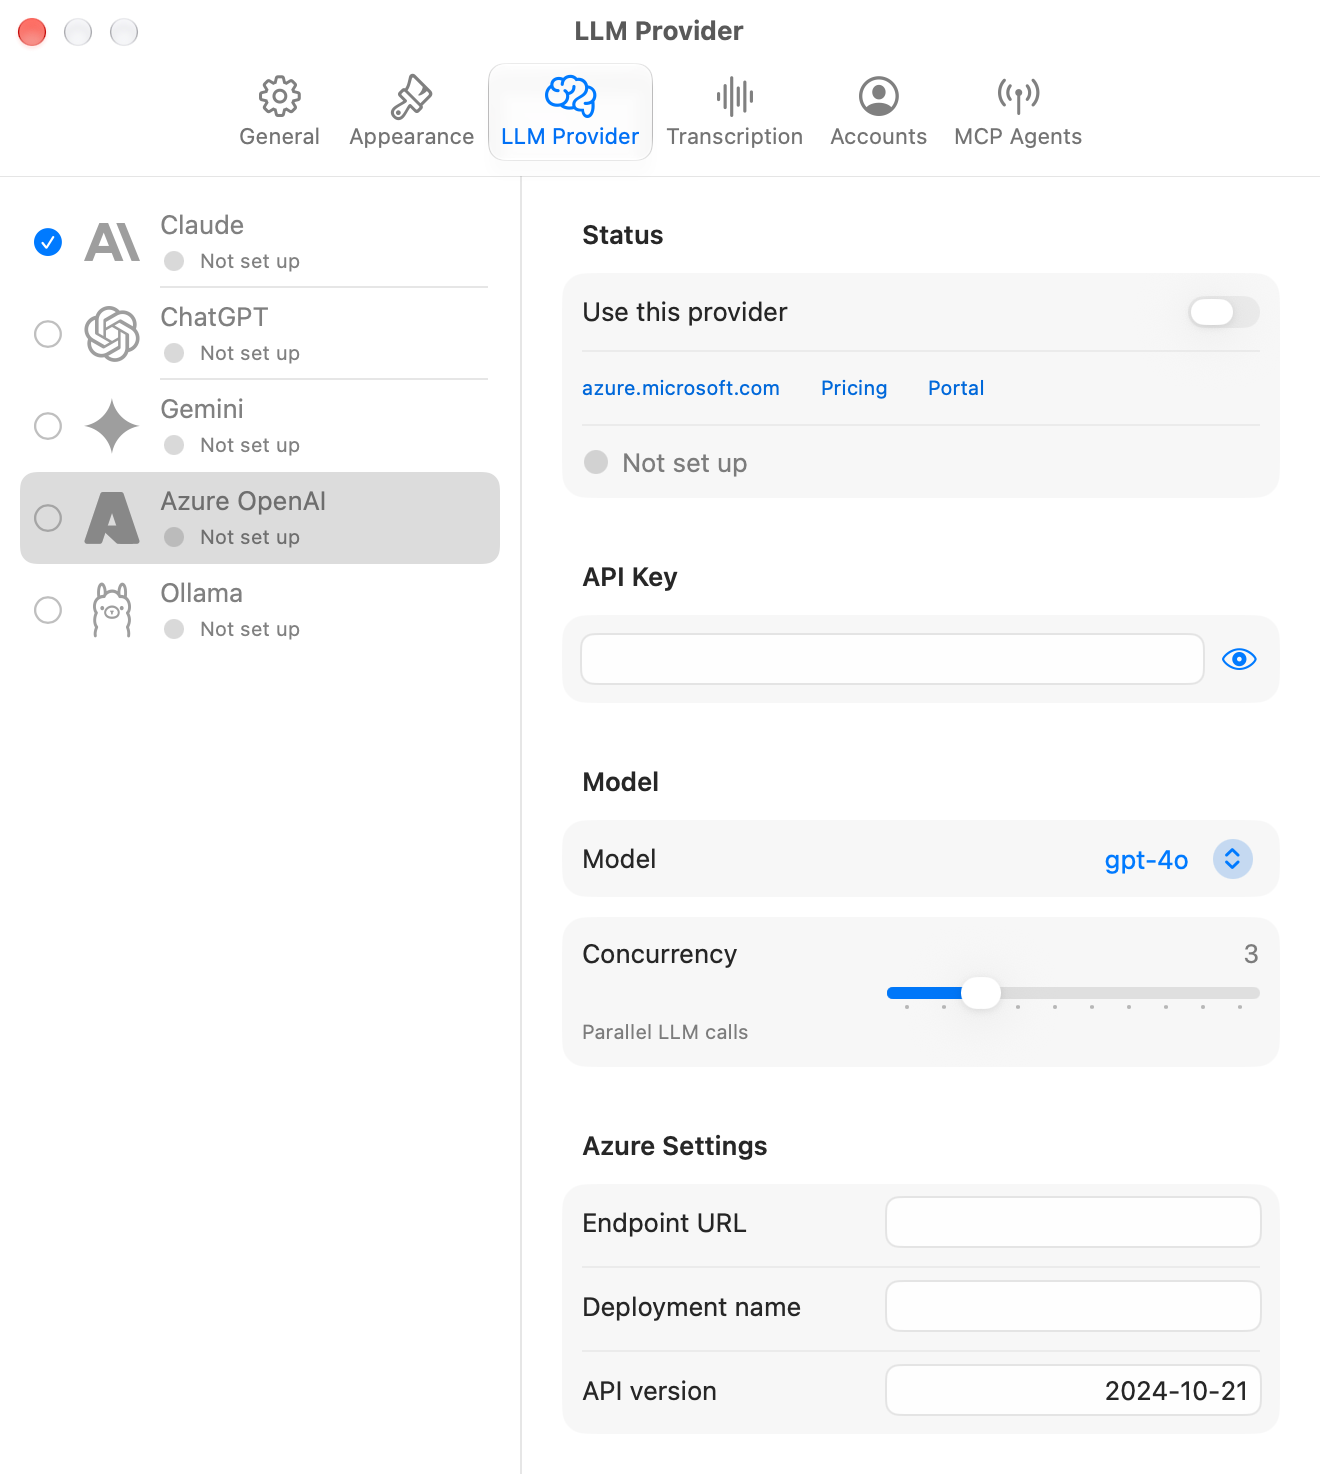 LLM Provider
General
Appearance
LLM Provider
Transcription
Accounts
MCP Agents
Claude
Not set up
ChatGPT
Not set up
Gemini
Not set up
Azure OpenAI
Not set up
Ollama
Not set up
Status
Use this provider
azure.microsoft.com Pricing Portal
Not set up
API Key
Model
Model gpt-4o
Concurrency 3
Parallel LLM calls
Azure Settings
Endpoint URL
Deployment name
API version 2024-10-21